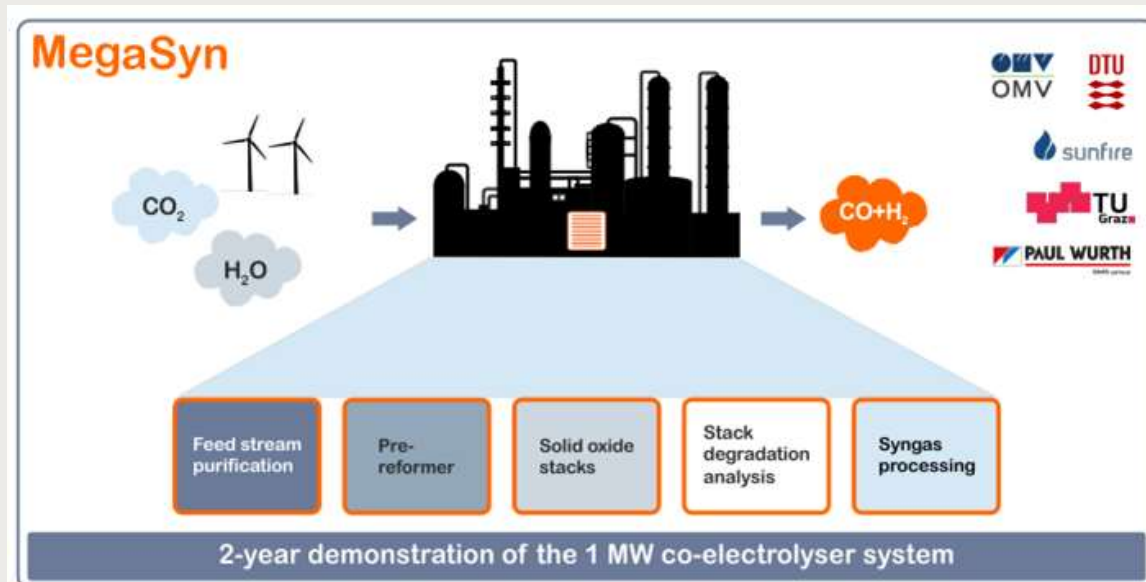 MegaSyn
OMV
OMV
DTU
sunfire
TU
Graz
PAUL WURTH
CO₂
H₂O
CO+H₂
Feed stream
purification
Pre-
reformer
Solid oxide
stacks
Stack
degradation
analysis
Syngas
processing
2-year demonstration of the 1 MW co-electrolyser system